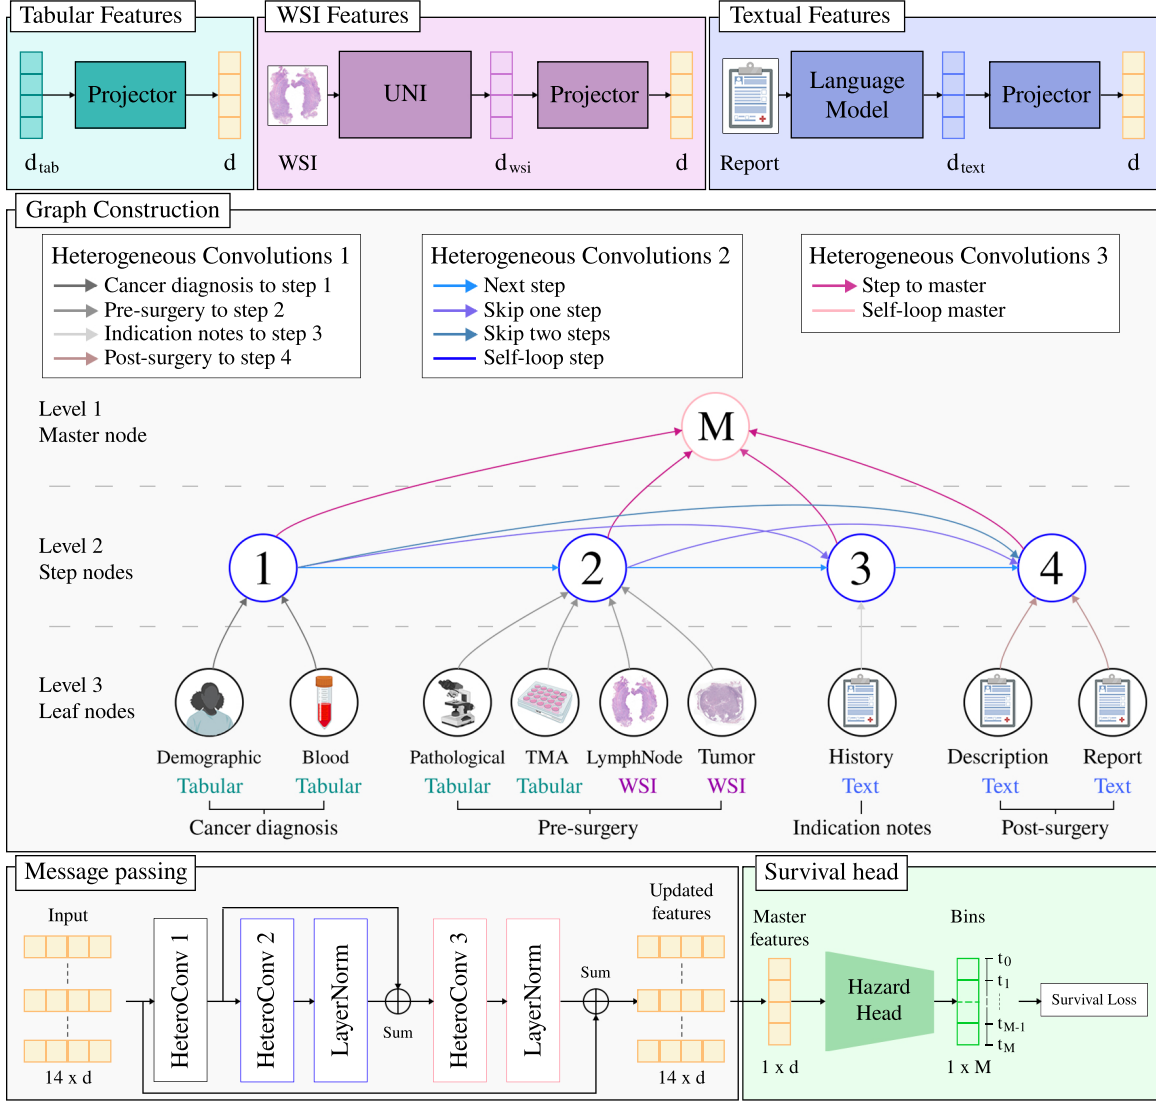 Tabular Features
Projector
d_tab
d
WSI Features
UNI
Projector
WSI
d_wsi
d
Textual Features
Language
Model
Projector
Report
d_text
d
Graph Construction
Heterogeneous Convolutions 1
Cancer diagnosis to step 1
Pre-surgery to step 2
Indication notes to step 3
Post-surgery to step 4
Heterogeneous Convolutions 2
Next step
Skip one step
Skip two steps
Self-loop step
Heterogeneous Convolutions 3
Step to master
Self-loop master
Level 1
Master node
M
Level 2
Step nodes
1
2
3
4
Level 3
Leaf nodes
Demographic
Blood
Pathological
TMA
LymphNode
Tumor
History
Description
Report
Tabular
Tabular
Tabular
Tabular
WSI
WSI
Text
Text
Text
Cancer diagnosis
Pre-surgery
Indication notes
Post-surgery
Message passing
Input
14 x d
HeteroConv 1
HeteroConv 2
LayerNorm
Sum
HeteroConv 3
LayerNorm
Sum
Updated
features
14 x d
Survival head
Master
features
1 x d
Hazard
Head
Bins
t_0
t_1
t_M-1
t_M
1 x M
Survival Loss